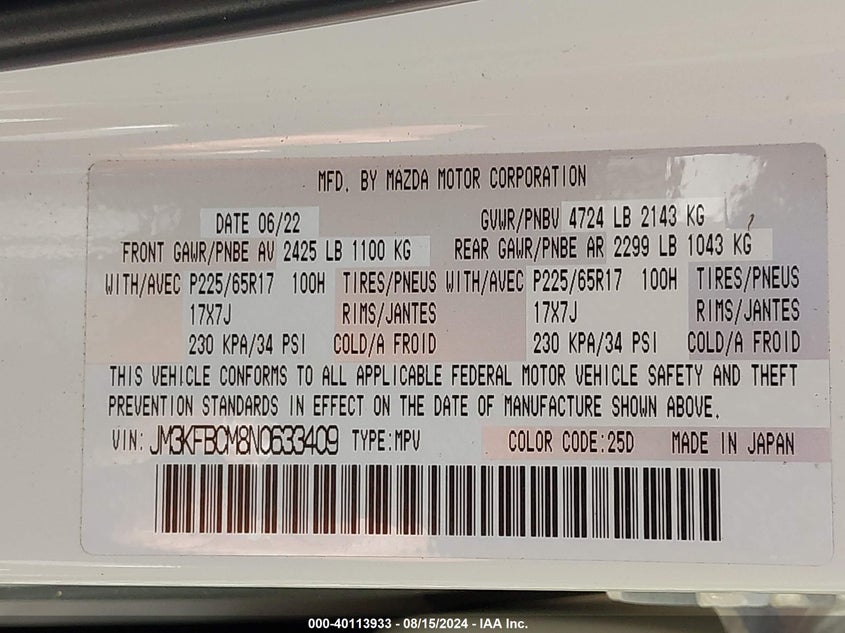 MFD. BY MAZDA MOTOR CORPORATION
DATE 06/22 GVWR/PNBV 4724 LB 2143 KG
FRONT GAWR/PNBE AV 2425 LB 1100 KG REAR GAWR/PNBE AR 2299 LB 1043 KG
WITH/AVEC P225/65R17 100H TIRES/PNEUS WITH/AVEC P225/65R17 100H TIRES/PNEUS
17X7J RIMS/JANTES 17X7J RIMS/JANTES
230 KPA/34 PSI COLD/A FROID 230 KPA/34 PSI COLD/A FROID
THIS VEHICLE CONFORMS TO ALL APPLICABLE FEDERAL MOTOR VEHICLE SAFETY AND THEFT
PREVENTION STANDARDS IN EFFECT ON THE DATE OF MANUFACTURE SHOWN ABOVE.
VIN: JM3KFBCM8N0633409 TYPE:MPV COLOR CODE:25D MADE IN JAPAN
000-40113933 - 08/15/2024 - IAA Inc.